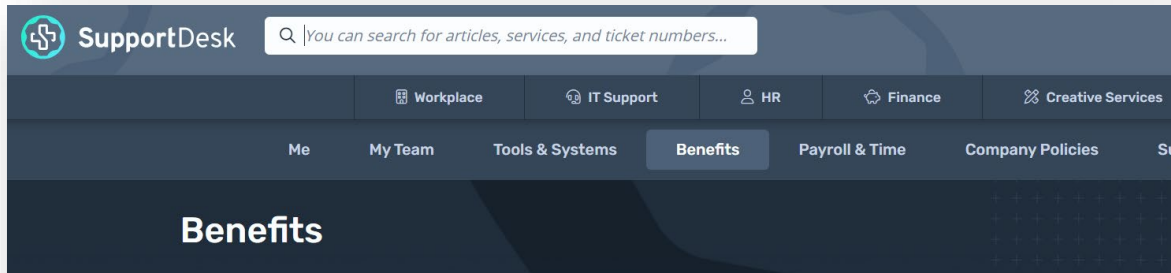 SupportDesk You can search for articles, services, and ticket numbers...
Workplace IT Support HR Finance Creative Services
Me My Team Tools & Systems Benefits Payroll & Time Company Policies
Benefits